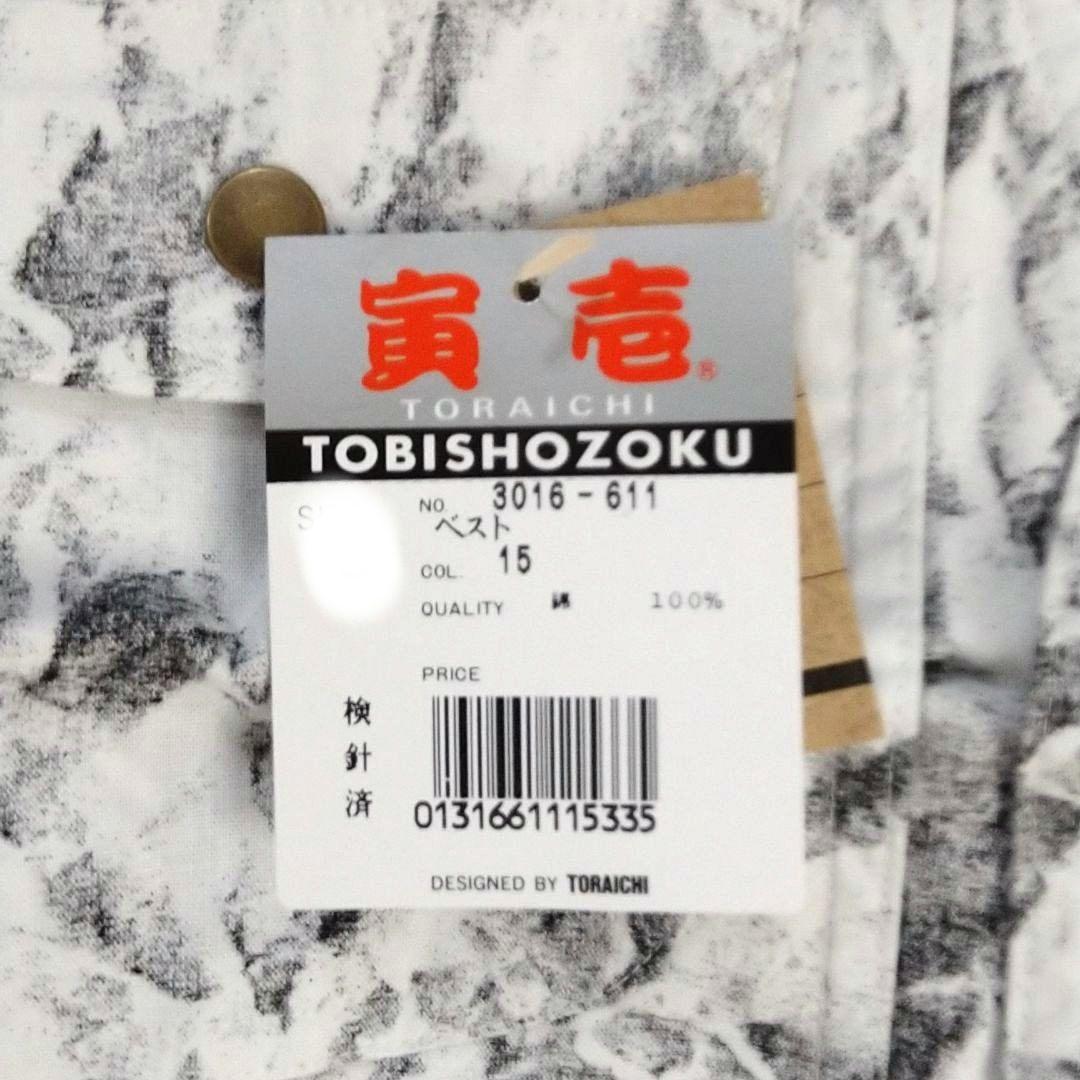 寅壱®
TORAICHI
TOBISHOZOKU
NO. 3016-611
ベスト
COL. 15
QUALITY 綿 100%
PRICE
検針済
0131661115335
DESIGNED BY TORAICHI